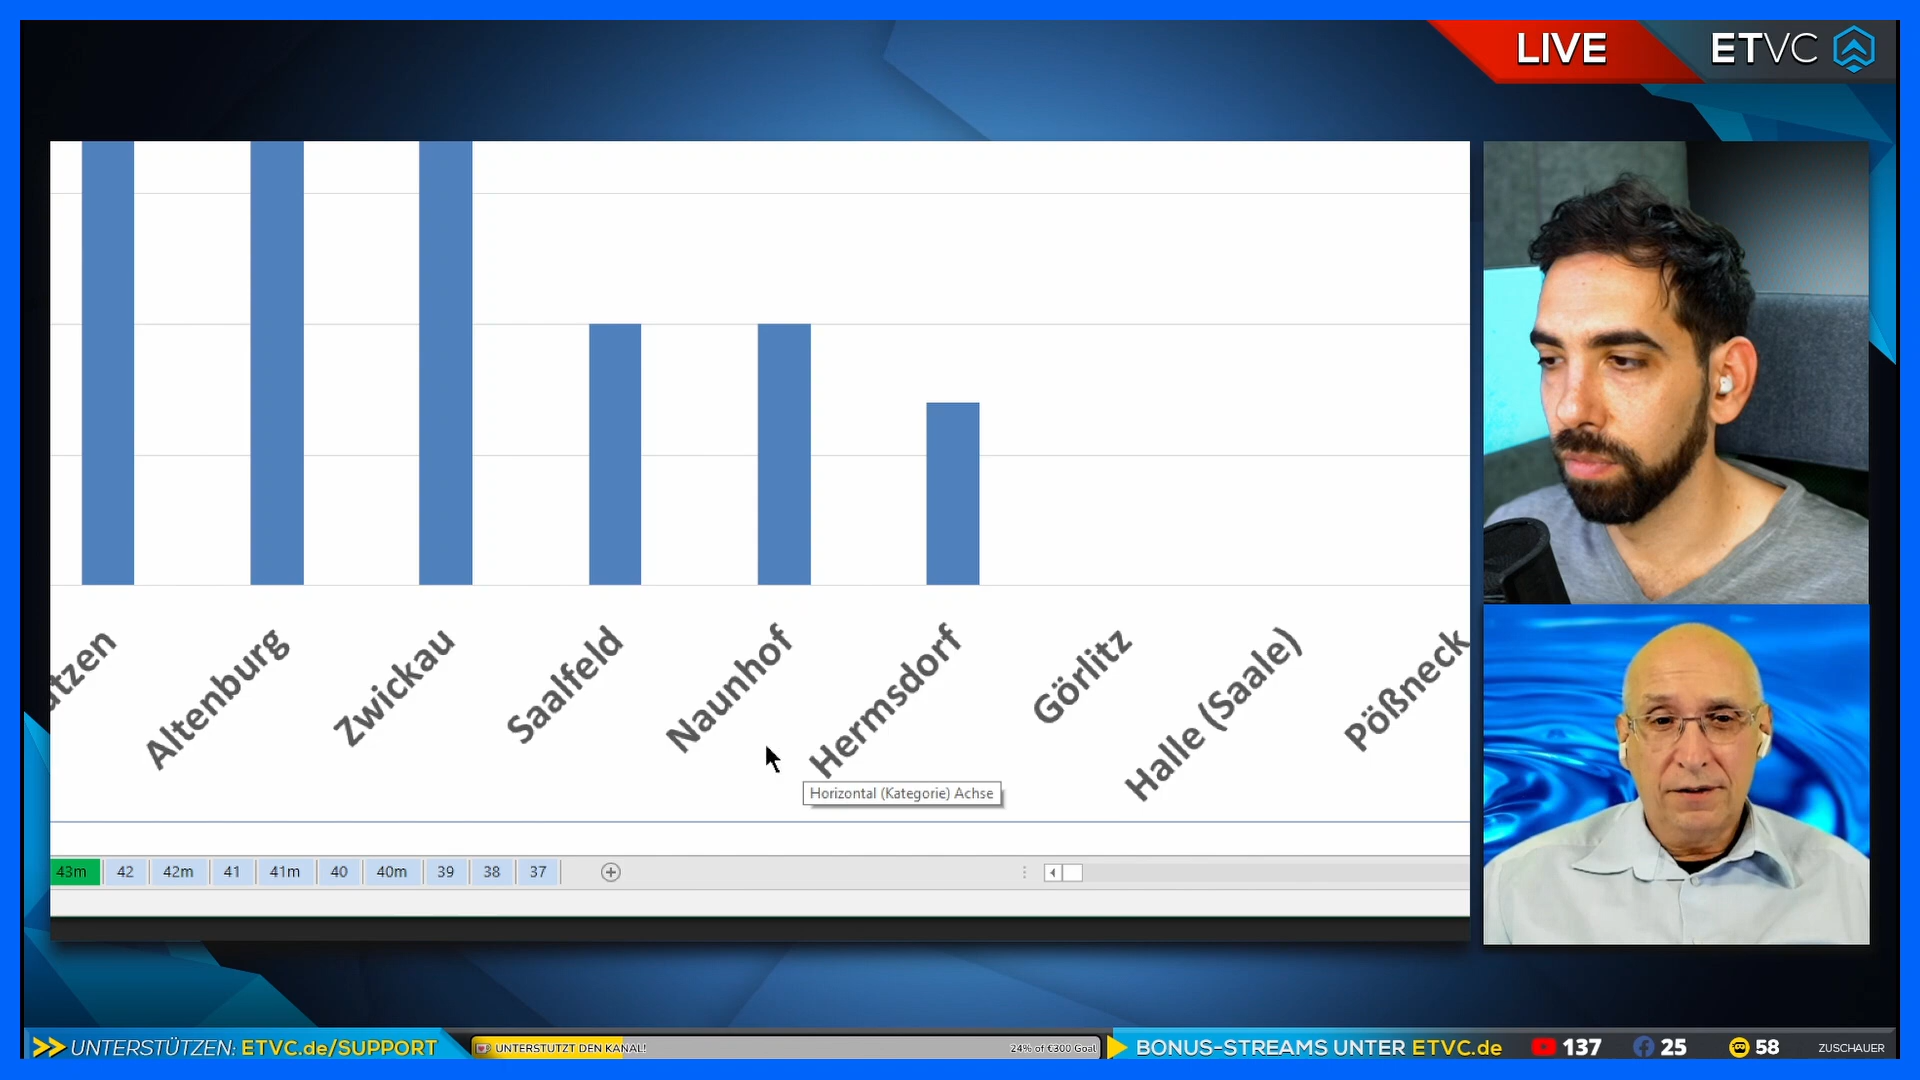 LIVE
ETVC
Altenburg
Zwickau
Saalfeld
Naunhof
Hermsdorf
Görlitz
Halle (Saale)
Pößneck
Horizontal (Kategorie) Achse
43m 42 42m 41 41m 40 40m 39 38 37
UNTERSTÜTZEN: ETVC.de/SUPPORT
UNTERSTUTZT DEN KANAL!
24% of €300 Goal
BONUS-STREAMS UNTER ETVC.de
137 25 58 ZUSCHAUER